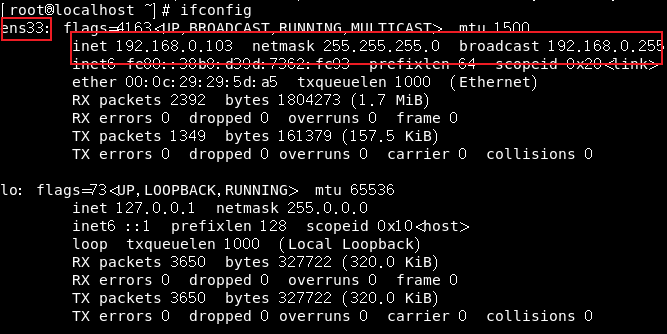 [root@localhost ~]# ifconfig
ens33: flags=4163<UP,BROADCAST,RUNNING,MULTICAST> mtu 1500
inet 192.168.0.103 netmask 255.255.255.0 broadcast 192.168.0.255
inet6 fe80::38b8:d39d:7362:fc93 prefixlen 64 scopeid 0x20<link>
ether 00:0c:29:29:5d:a5 txqueuelen 1000 (Ethernet)
RX packets 2392 bytes 1804273 (1.7 MiB)
RX errors 0 dropped 0 overruns 0 frame 0
TX packets 1349 bytes 161379 (157.5 KiB)
TX errors 0 dropped 0 overruns 0 carrier 0 collisions 0
lo: flags=73<UP,LOOPBACK,RUNNING> mtu 65536
inet 127.0.0.1 netmask 255.0.0.0
inet6 ::1 prefixlen 128 scopeid 0x10<host>
loop txqueuelen 1000 (Local Loopback)
RX packets 3650 bytes 327722 (320.0 KiB)
RX errors 0 dropped 0 overruns 0 frame 0
TX packets 3650 bytes 327722 (320.0 KiB)
TX errors 0 dropped 0 overruns 0 carrier 0 collisions 0